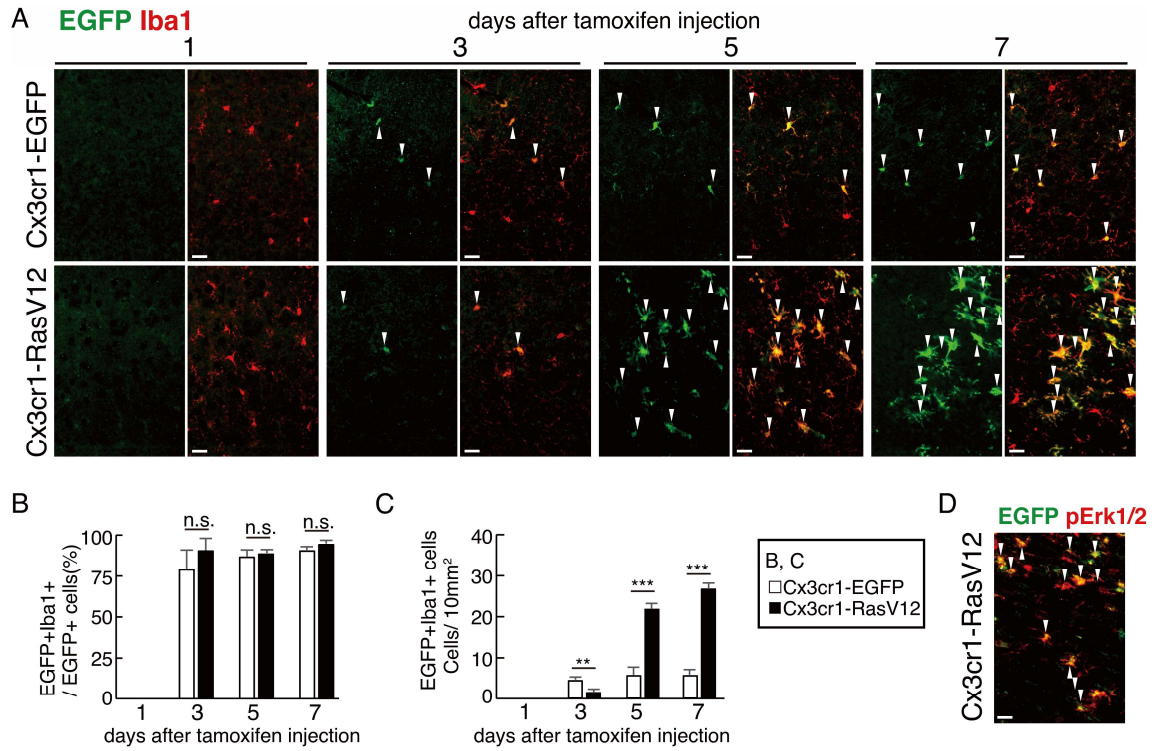 A
EGFP Iba1
days after tamoxifen injection
1 3 5 7
Cx3cr1-EGFP
Cx3cr1-RasV12
B
EGFP+Iba1+
/ EGFP+ cells(%)
100
75
50
25
0
n.s. n.s. n.s.
1 3 5 7
days after tamoxifen injection
C
EGFP+Iba1+ cells
Cells/ 10mm²
40
30
20
10
0
** *** ***
1 3 5 7
days after tamoxifen injection
B, C
Cx3cr1-EGFP
Cx3cr1-RasV12
D
EGFP pErk1/2
Cx3cr1-RasV12